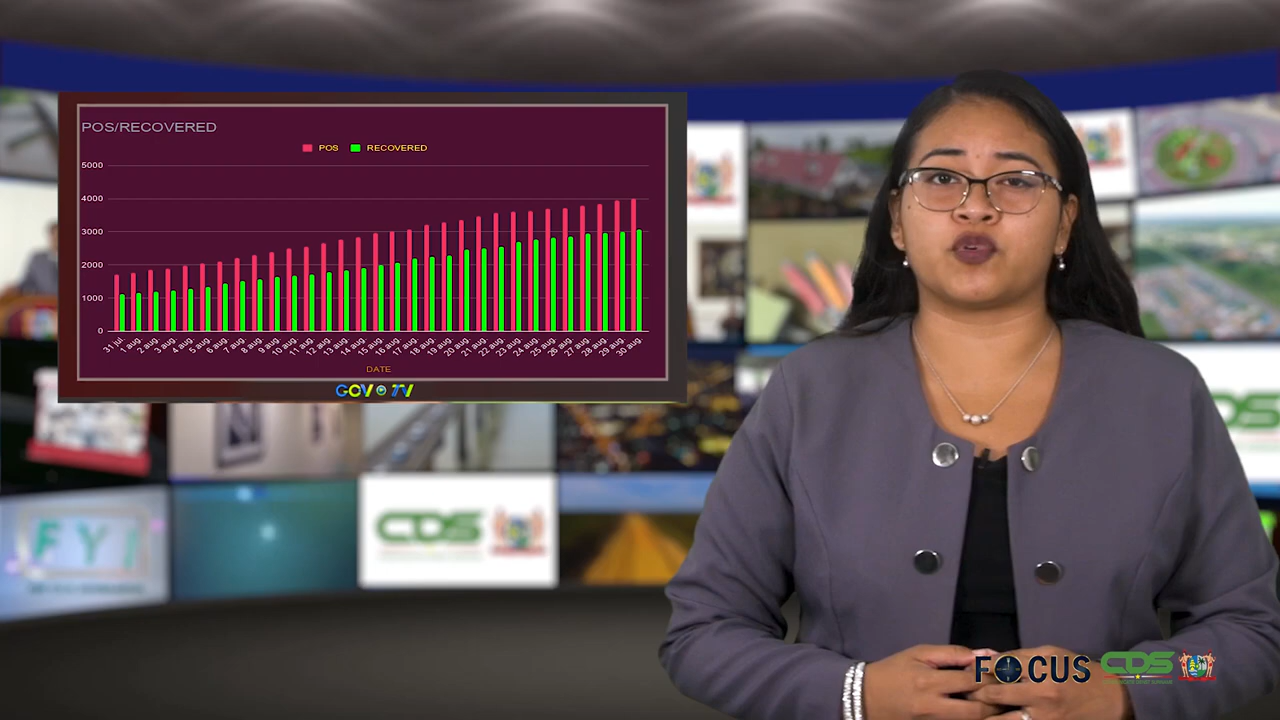 POS/RECOVERED
POS RECOVERED
5000
4000
3000
2000
1000
0
31 jul. 1 aug 2 aug 3 aug 4 aug 5 aug 6 aug 7 aug 8 aug 9 aug 10 aug 11 aug 12 aug 13 aug 14 aug 15 aug 16 aug 17 aug 18 aug 19 aug 20 aug 21 aug 22 aug 23 aug 24 aug 25 aug 26 aug 27 aug 28 aug 29 aug 30 aug.
DATE
GOV TV
CDS
CDS
FYI
FOCUS CDS